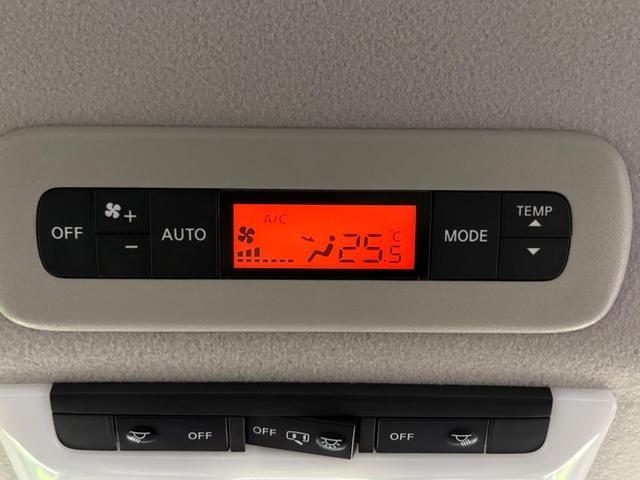 A/C
OFF + AUTO 25.5 °C MODE TEMP
−
OFF OFF OFF